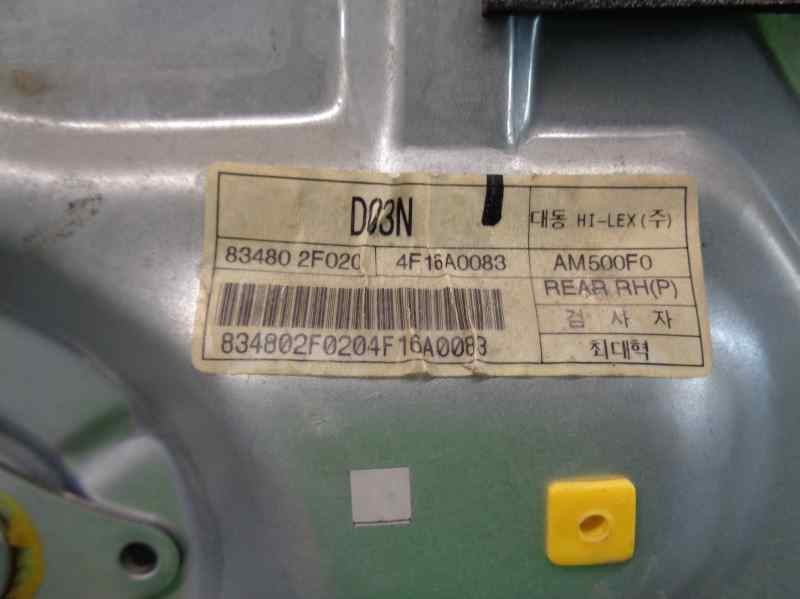 D03N
대동 HI-LEX(주)
83480 2F020 4F16A0083 AM500F0
REAR RH(P)
검 사 자
834802F0204F16A0083
최대혁